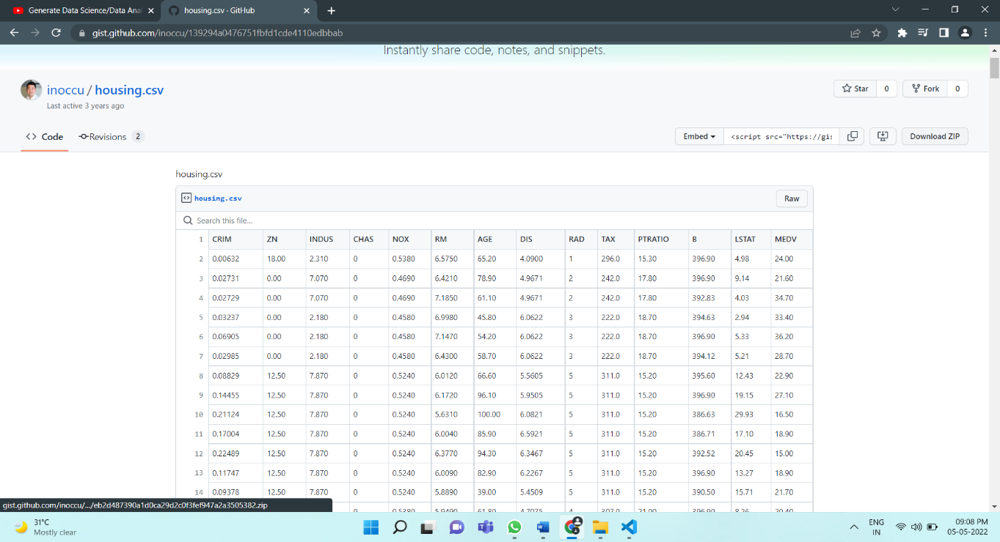 Generate Data Science/Data Anal
housing.csv · GitHub
gist.github.com/inoccu/139294a0476751fbfd1cde4110edbbab
Instantly share code, notes, and snippets.
inoccu / housing.csv
Last active 3 years ago
Star 0
Fork 0
Code
Revisions 2
Embed
<script src="https://gis
Download ZIP
housing.csv
housing.csv
Raw
Search this file...
1 CRIM ZN INDUS CHAS NOX RM AGE DIS RAD TAX PTRATIO B LSTAT MEDV
2 0.00632 18.00 2.310 0 0.5380 6.5750 65.20 4.0900 1 296.0 15.30 396.90 4.98 24.00
3 0.02731 0.00 7.070 0 0.4690 6.4210 78.90 4.9671 2 242.0 17.80 396.90 9.14 21.60
4 0.02729 0.00 7.070 0 0.4690 7.1850 61.10 4.9671 2 242.0 17.80 392.83 4.03 34.70
5 0.03237 0.00 2.180 0 0.4580 6.9980 45.80 6.0622 3 222.0 18.70 394.63 2.94 33.40
6 0.06905 0.00 2.180 0 0.4580 7.1470 54.20 6.0622 3 222.0 18.70 396.90 5.33 36.20
7 0.02985 0.00 2.180 0 0.4580 6.4300 58.70 6.0622 3 222.0 18.70 394.12 5.21 28.70
8 0.08829 12.50 7.870 0 0.5240 6.0120 66.60 5.5605 5 311.0 15.20 395.60 12.43 22.90
9 0.14455 12.50 7.870 0 0.5240 6.1720 96.10 5.9505 5 311.0 15.20 396.90 19.15 27.10
10 0.21124 12.50 7.870 0 0.5240 5.6310 100.00 6.0821 5 311.0 15.20 386.63 29.93 16.50
11 0.17004 12.50 7.870 0 0.5240 6.0040 85.90 6.5921 5 311.0 15.20 386.71 17.10 18.90
12 0.22489 12.50 7.870 0 0.5240 6.3770 94.30 6.3467 5 311.0 15.20 392.52 20.45 15.00
13 0.11747 12.50 7.870 0 0.5240 6.0090 82.90 6.2267 5 311.0 15.20 396.90 13.27 18.90
14 0.09378 12.50 7.870 0 0.5240 5.8890 39.00 5.4509 5 311.0 15.20 390.50 15.71 21.70
0 0.5380 5.9490 61.80 4.7075 4 307.0 21.00 396.90 8.26 20.40
gist.github.com/inoccu/.../eb2d487390a1d0ca29d2c0f3fef947a2a3505382.zip
31°C
Mostly clear
ENG
IN
09:08 PM
05-05-2022